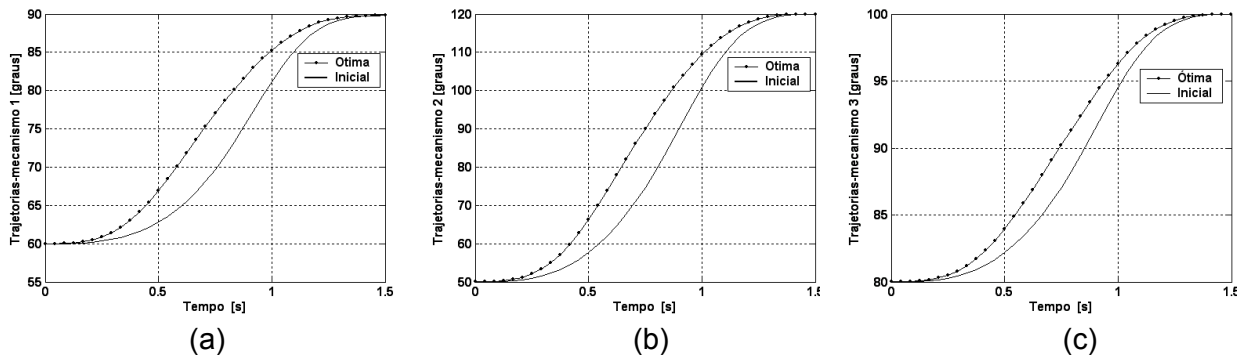 90
85
80
75
70
65
60
55
0
0.5
1
1.5
Trajetorias-mecanismo 1 [graus]
Tempo [s]
Otima
Inicial
(a)
120
110
100
90
80
70
60
50
0
0.5
1
1.5
Trajetorias-mecanismo 2 [graus]
Tempo [s]
Otima
Inicial
(b)
100
95
90
85
80
0
0.5
1
1.5
Trajetorias-mecanismo 3 [graus]
Tempo [s]
Ótima
Inicial
(c)